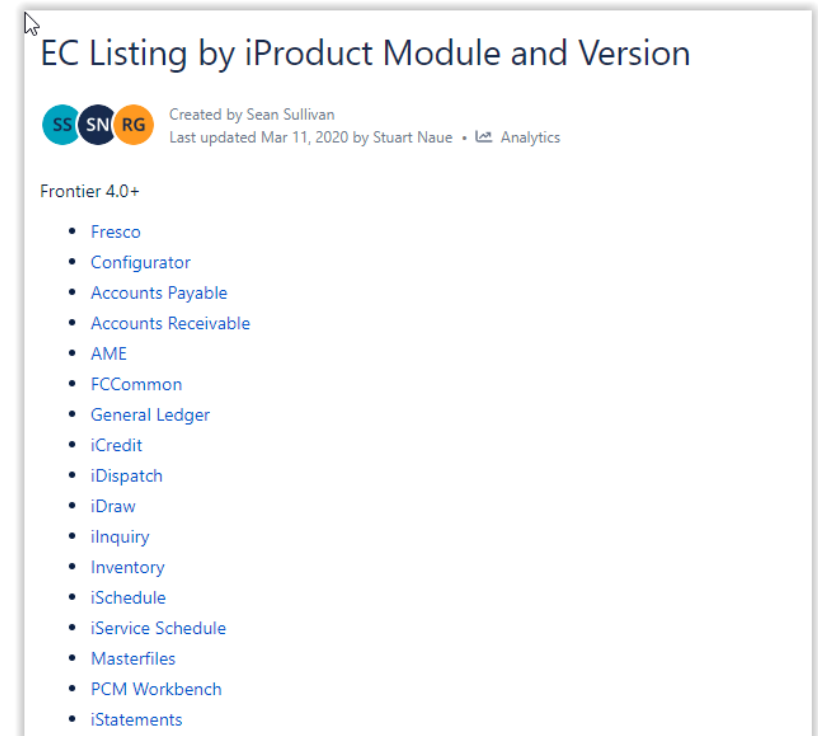 EC Listing by iProduct Module and Version
SS SN RG
Created by Sean Sullivan
Last updated Mar 11, 2020 by Stuart Naue • Analytics
Frontier 4.0+
• Fresco
• Configurator
• Accounts Payable
• Accounts Receivable
• AME
• FCCommon
• General Ledger
• iCredit
• iDispatch
• iDraw
• iInquiry
• Inventory
• iSchedule
• iService Schedule
• Masterfiles
• PCM Workbench
• iStatements